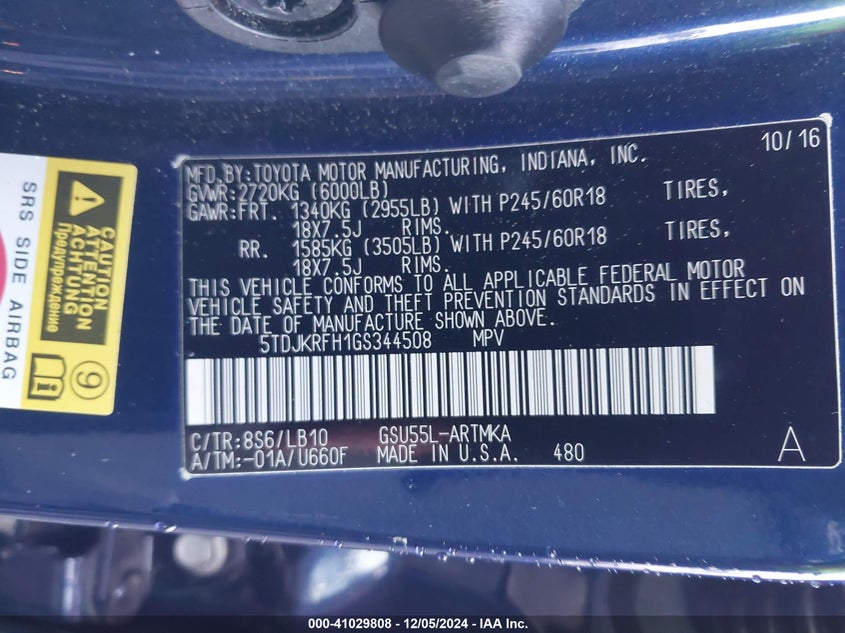 MFD.BY:TOYOTA MOTOR MANUFACTURING, INDIANA, INC. 10/16
GVWR:2720KG (6000LB)
GAWR:FRT. 1340KG (2955LB) WITH P245/60R18 TIRES,
18X7.5J RIMS.
RR. 1585KG (3505LB) WITH P245/60R18 TIRES,
18X7.5J RIMS.
THIS VEHICLE CONFORMS TO ALL APPLICABLE FEDERAL MOTOR
VEHICLE SAFETY AND THEFT PREVENTION STANDARDS IN EFFECT ON
THE DATE OF MANUFACTURE SHOWN ABOVE.
5TDJKRFH1GS344508 MPV
C/TR:8S6/LB10 GSU55L-ARTMKA
A/TM:-01A/U660F MADE IN U.S.A. 480 A
SRS SIDE AIRBAG
CAUTION
ATTENTION
ACHTUNG
Предупреждение
9
000-41029808 - 12/05/2024 - IAA Inc.